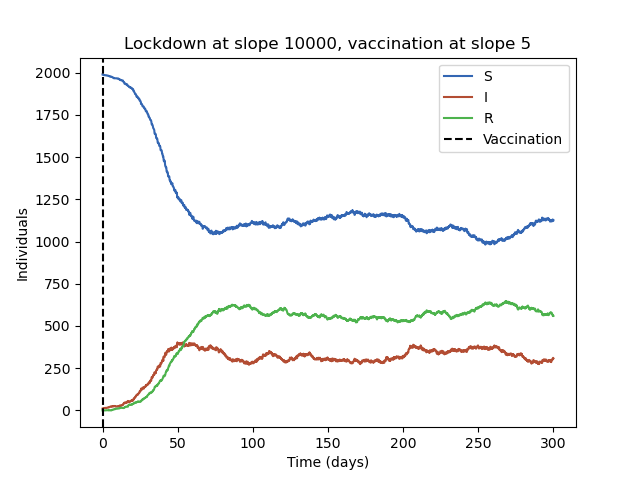 Lockdown at slope 10000, vaccination at slope 5
2000
1750
1500
1250
1000
750
500
250
0
Individuals
S
I
R
Vaccination
0 50 100 150 200 250 300
Time (days)